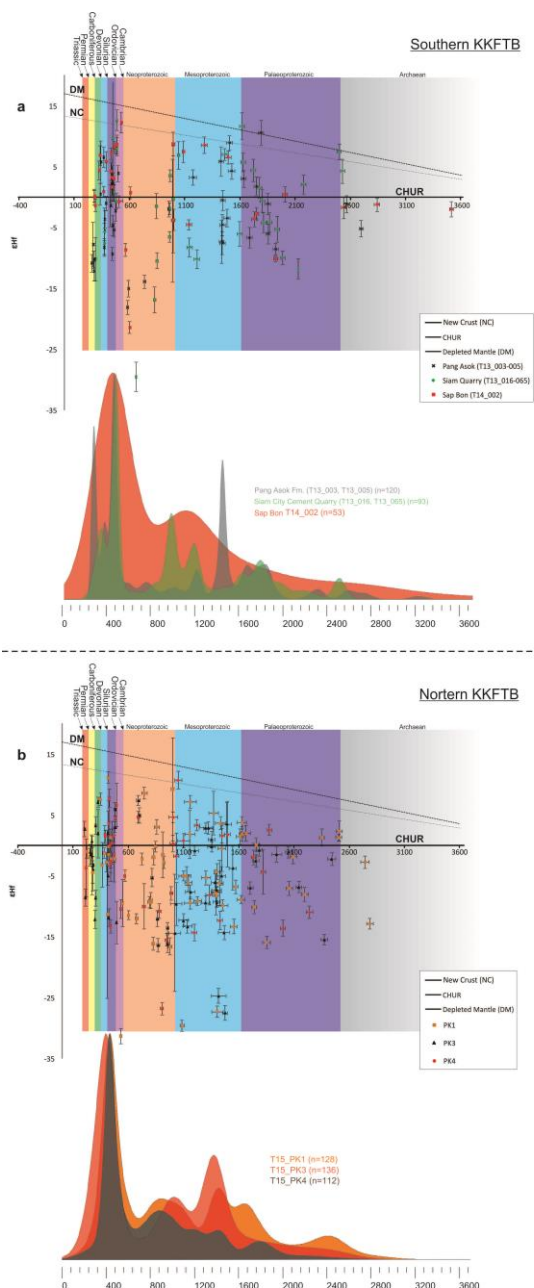 Southern KKFTB
Triassic
Permian
Carboniferous
Devonian
Silurian
Ordovician
Cambrian
Neoproterozoic
Mesoproterozoic
Palaeoproterozoic
Archaean
a
DM
NC
15
5
CHUR
-400 100 600 1100 1600 2100 2600 3100 3600
εHf
-5
-15
-25
-35
New Crust (NC)
CHUR
Depleted Mantle (DM)
Pang Asok (T13_003-005)
Siam Quarry (T13_016-065)
Sap Bon (T14_002)
Pang Asok Fm. (T13_003, T13_005) (n=120)
Siam City Cement Quarry (T13_016, T13_065) (n=93)
Sap Bon T14_002 (n=53)
0 400 800 1200 1600 2000 2400 2800 3200 3600
Nortern KKFTB
Triassic
Permian
Carboniferous
Devonian
Silurian
Ordovician
Cambrian
Neoproterozoic
Mesoproterozoic
Palaeoproterozoic
Archaean
b
DM
NC
15
5
CHUR
-400 100 600 1100 1600 2100 2600 3100 3600
εHf
-5
-15
-25
-35
New Crust (NC)
CHUR
Depleted Mantle (DM)
PK1
PK3
PK4
T15_PK1 (n=128)
T15_PK3 (n=136)
T15_PK4 (n=112)
0 400 800 1200 1600 2000 2400 2800 3200 3600